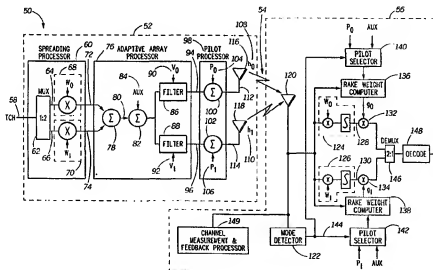 50
52
54
56
SPREADING PROCESSOR
60
72
64
68
W0
58
TCH
MUX
1:2
62
66
W1
70
74
ADAPTIVE ARRAY PROCESSOR
76
80
AUX
84
Σ
78
Σ
82
86
88
90
V0
FILTER
FILTER
92
V1
PILOT PROCESSOR
94
98
P0
104
Σ
100
102
Σ
96
P1
106
108
116
h0
112
118
h1
110
114
120
P0
AUX
PILOT SELECTOR
140
RAKE WEIGHT COMPUTER
136
W0
124
128
g0
132
126
W1
130
g1
134
DEMUX
2:1
146
148
DECODE
RAKE WEIGHT COMPUTER
138
144
PILOT SELECTOR
142
P1
AUX
CHANNEL MEASUREMENT & FEEDBACK PROCESSOR
149
MODE DETECTOR
122